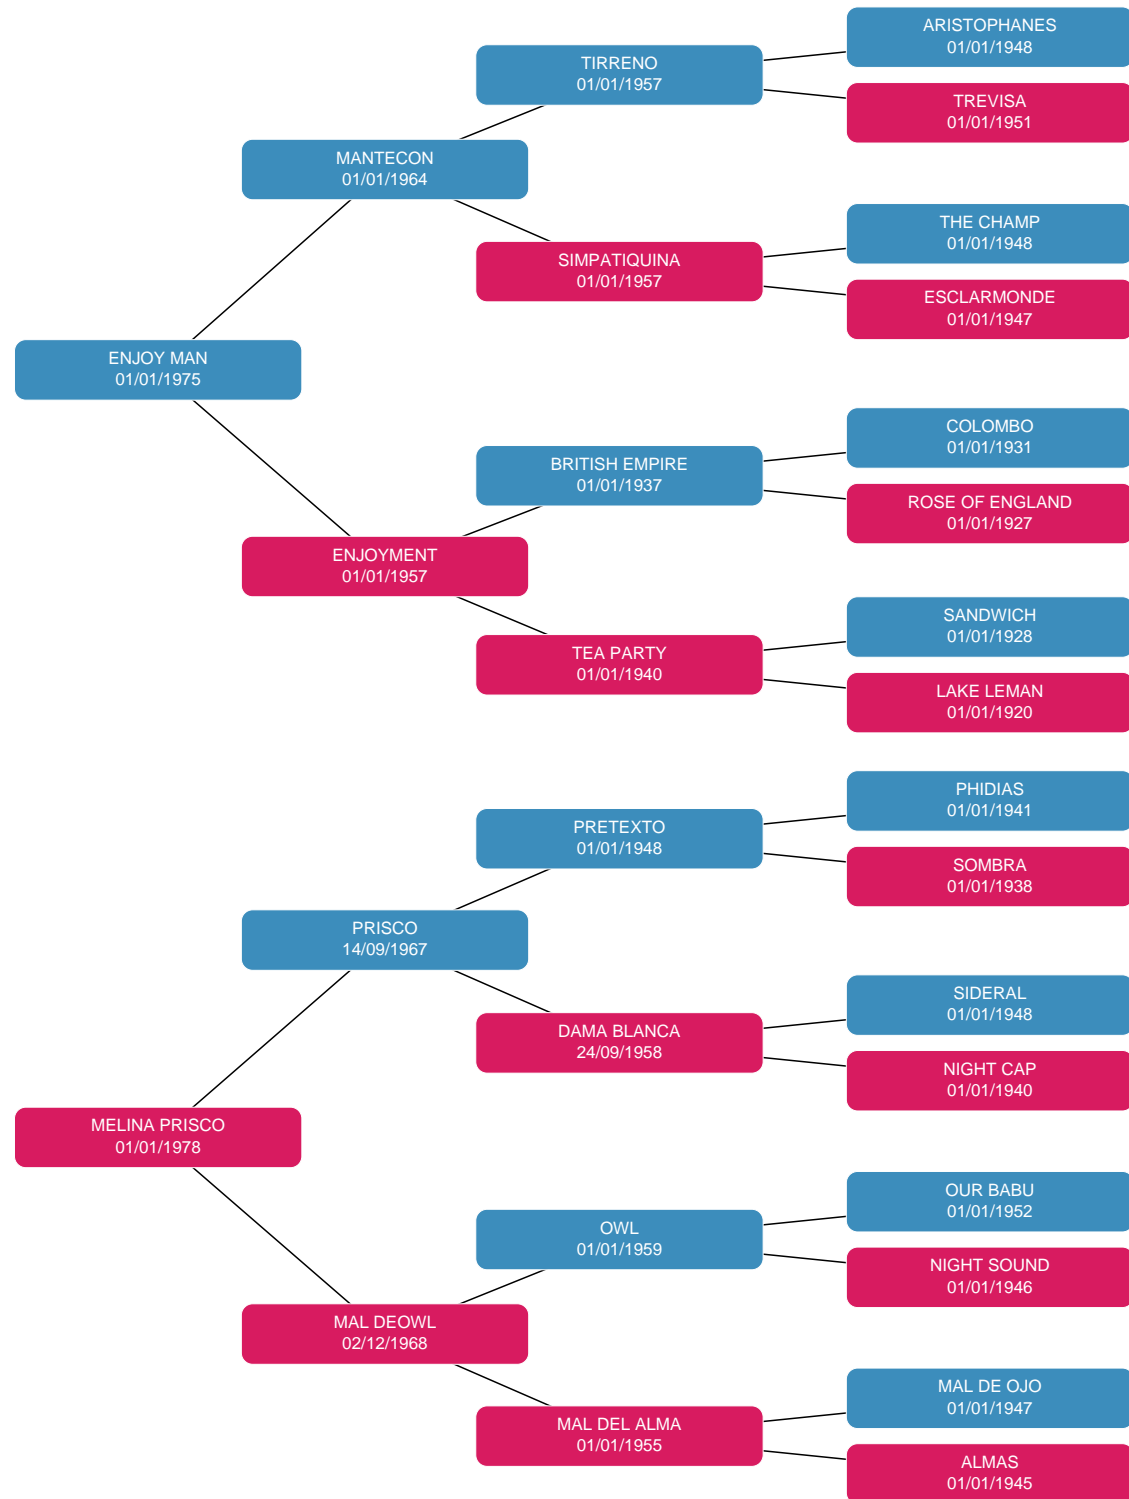 ARISTOPHANES
01/01/1948
TIRRENO
01/01/1957
TREVISA
01/01/1951
MANTECON
01/01/1964
THE CHAMP
01/01/1948
SIMPATIQUINA
01/01/1957
ESCLARMONDE
01/01/1947
ENJOY MAN
01/01/1975
COLOMBO
01/01/1931
BRITISH EMPIRE
01/01/1937
ROSE OF ENGLAND
01/01/1927
ENJOYMENT
01/01/1957
SANDWICH
01/01/1928
TEA PARTY
01/01/1940
LAKE LEMAN
01/01/1920
PHIDIAS
01/01/1941
PRETEXTO
01/01/1948
SOMBRA
01/01/1938
PRISCO
14/09/1967
SIDERAL
01/01/1948
DAMA BLANCA
24/09/1958
NIGHT CAP
01/01/1940
MELINA PRISCO
01/01/1978
OUR BABU
01/01/1952
OWL
01/01/1959
NIGHT SOUND
01/01/1946
MAL DEOWL
02/12/1968
MAL DE OJO
01/01/1947
MAL DEL ALMA
01/01/1955
ALMAS
01/01/1945